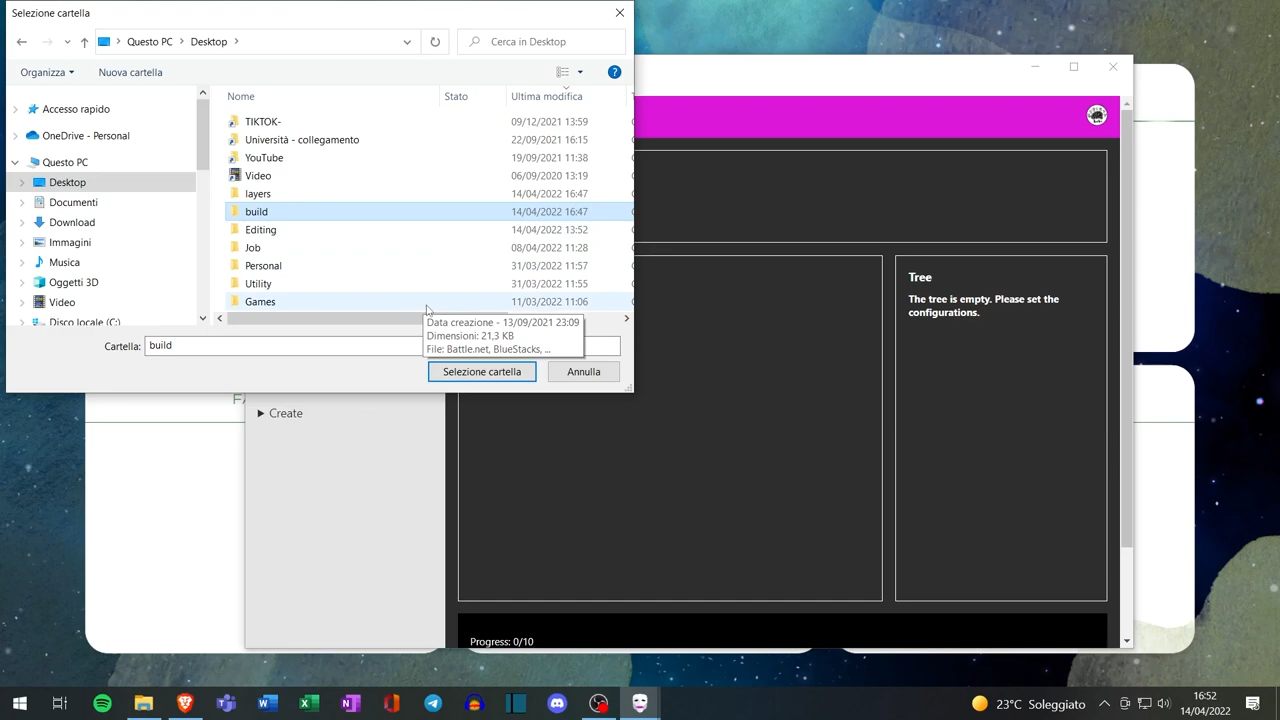 Selezione cartella
Questo PC
Desktop
Cerca in Desktop
Organizza
Nuova cartella
Nome
Stato
Ultima modifica
Accesso rapido
OneDrive - Personal
Questo PC
Desktop
Documenti
Download
Immagini
Musica
Oggetti 3D
Video
Disco locale (C:)
TIKTOK- 09/12/2021 13:59
Università - collegamento 22/09/2021 16:15
YouTube 19/09/2021 11:38
Video 06/09/2020 13:19
layers 14/04/2022 16:47
build 14/04/2022 16:47
Editing 14/04/2022 13:52
Job 08/04/2022 11:28
Personal 31/03/2022 11:57
Utility 31/03/2022 11:55
Games 11/03/2022 11:06
Data creazione - 13/09/2021 23:09
Dimensioni: 21,3 KB
File: Battle.net, BlueStacks, ...
Cartella: build
Selezione cartella
Annulla
Tree
The tree is empty. Please set the
configurations.
Create
Progress: 0/10
23°C Soleggiato
16:52
14/04/2022